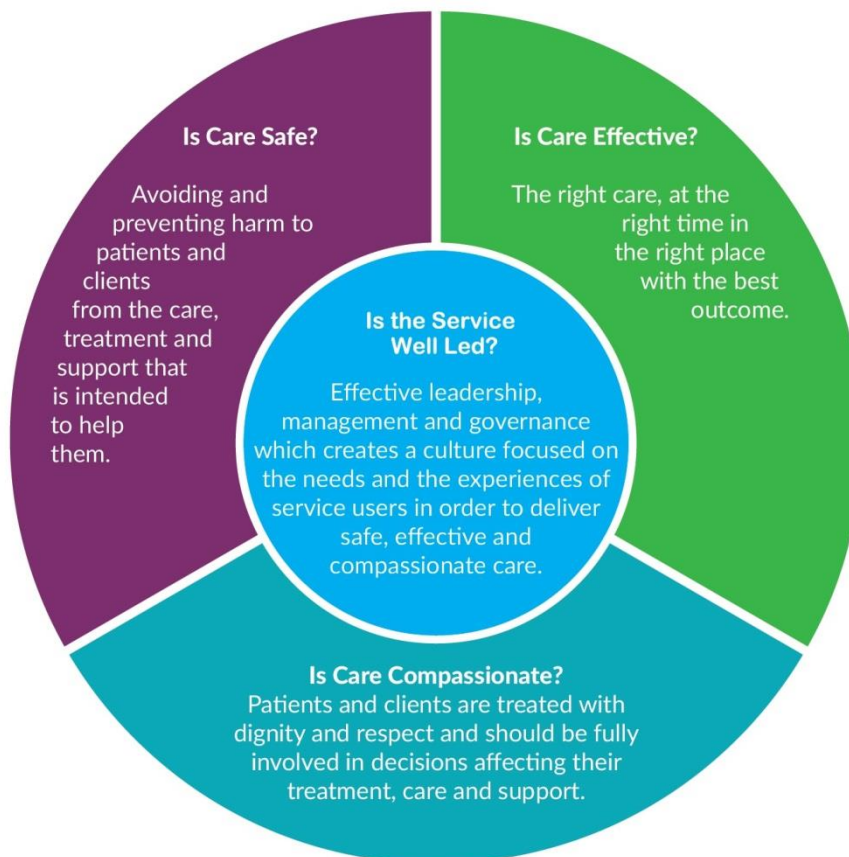 Is Care Safe?
Avoiding and
preventing harm to
patients and
clients
from the care,
treatment and
support that
is intended
to help
them.
Is Care Effective?
The right care, at the
right time in
the right place
with the best
outcome.
Is the Service
Well Led?
Effective leadership,
management and governance
which creates a culture focused on
the needs and the experiences of
service users in order to deliver
safe, effective and
compassionate care.
Is Care Compassionate?
Patients and clients are treated with
dignity and respect and should be fully
involved in decisions affecting their
treatment, care and support.